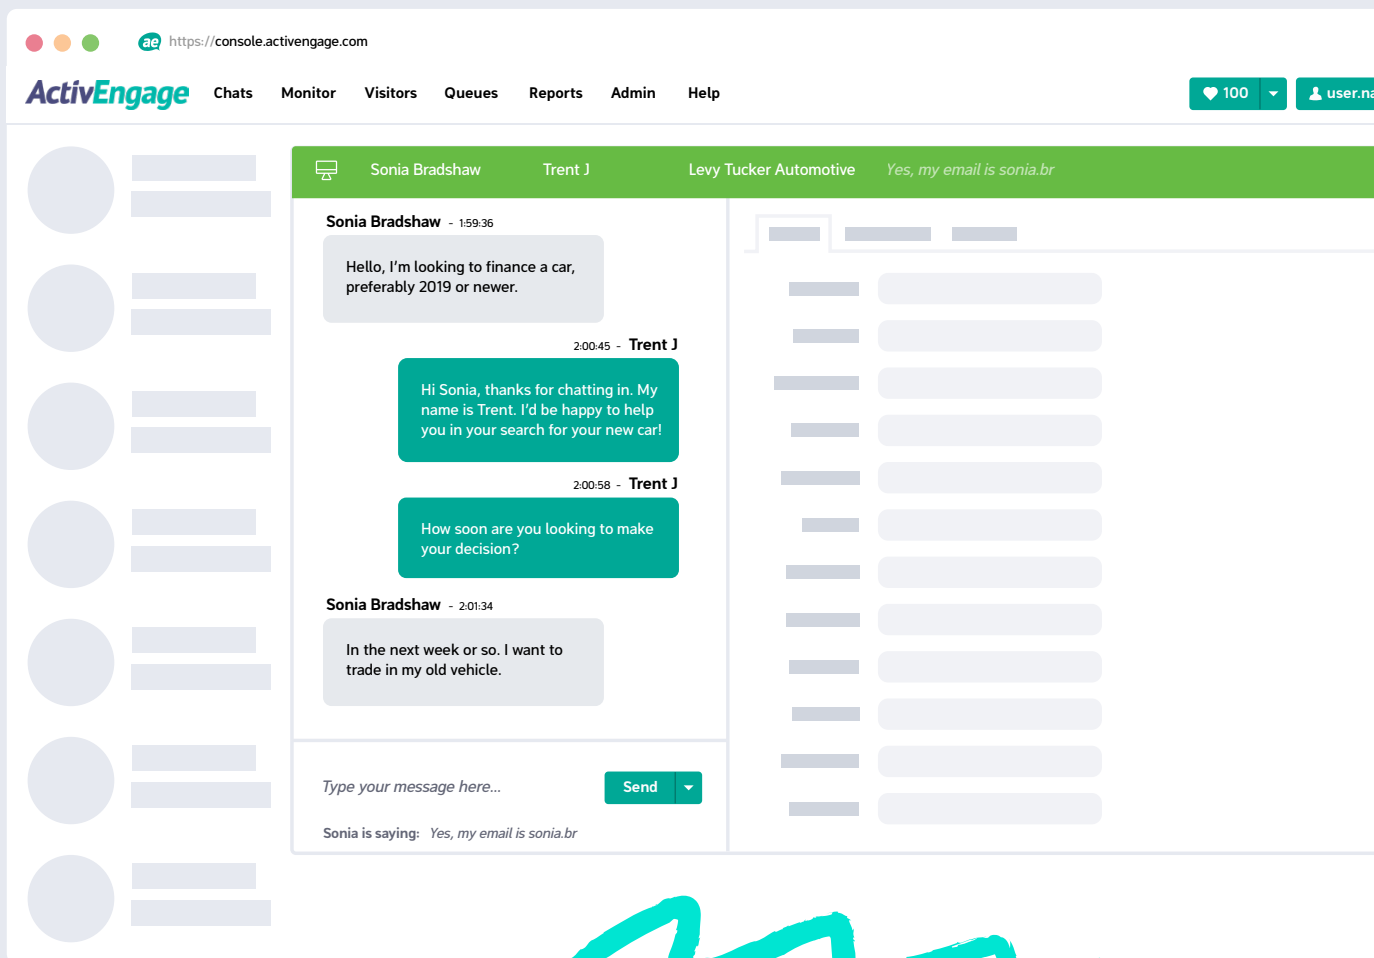 ae https://console.activengage.com
ActivEngage Chats Monitor Visitors Queues Reports Admin Help 100 user.na
Sonia Bradshaw Trent J Levy Tucker Automotive Yes, my email is sonia.br
Sonia Bradshaw - 1:59:36
Hello, I'm looking to finance a car,
preferably 2019 or newer.
2:00:45 - Trent J
Hi Sonia, thanks for chatting in. My
name is Trent. I'd be happy to help
you in your search for your new car!
2:00:58 - Trent J
How soon are you looking to make
your decision?
Sonia Bradshaw - 2:01:34
In the next week or so. I want to
trade in my old vehicle.
Type your message here... Send
Sonia is saying: Yes, my email is sonia.br